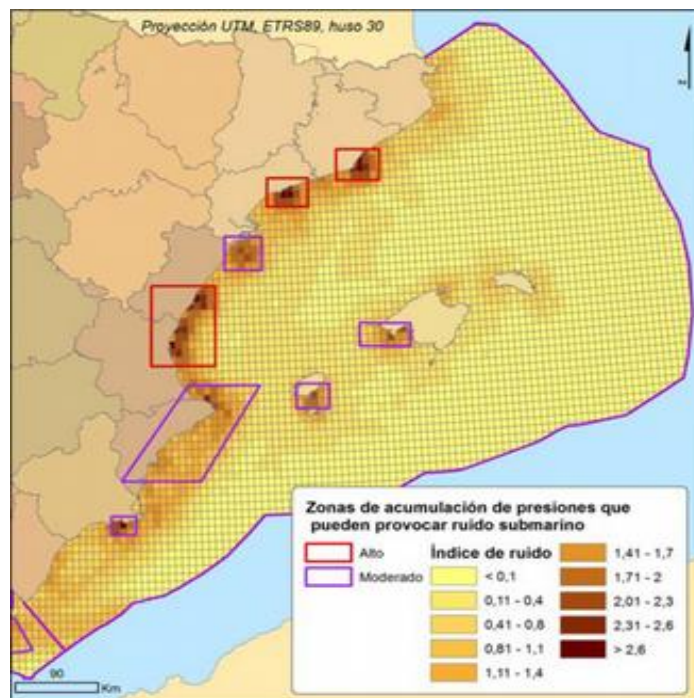 Proyección UTM, ETRS89, huso 30
Zonas de acumulación de presiones que
pueden provocar ruido submarino
Alto
Moderado
Índice de ruido
< 0,1
0,11 - 0,4
0,41 - 0,8
0,81 - 1,1
1,11 - 1,4
1,41 - 1,7
1,71 - 2
2,01 - 2,3
2,31 - 2,6
> 2,6
90
Km